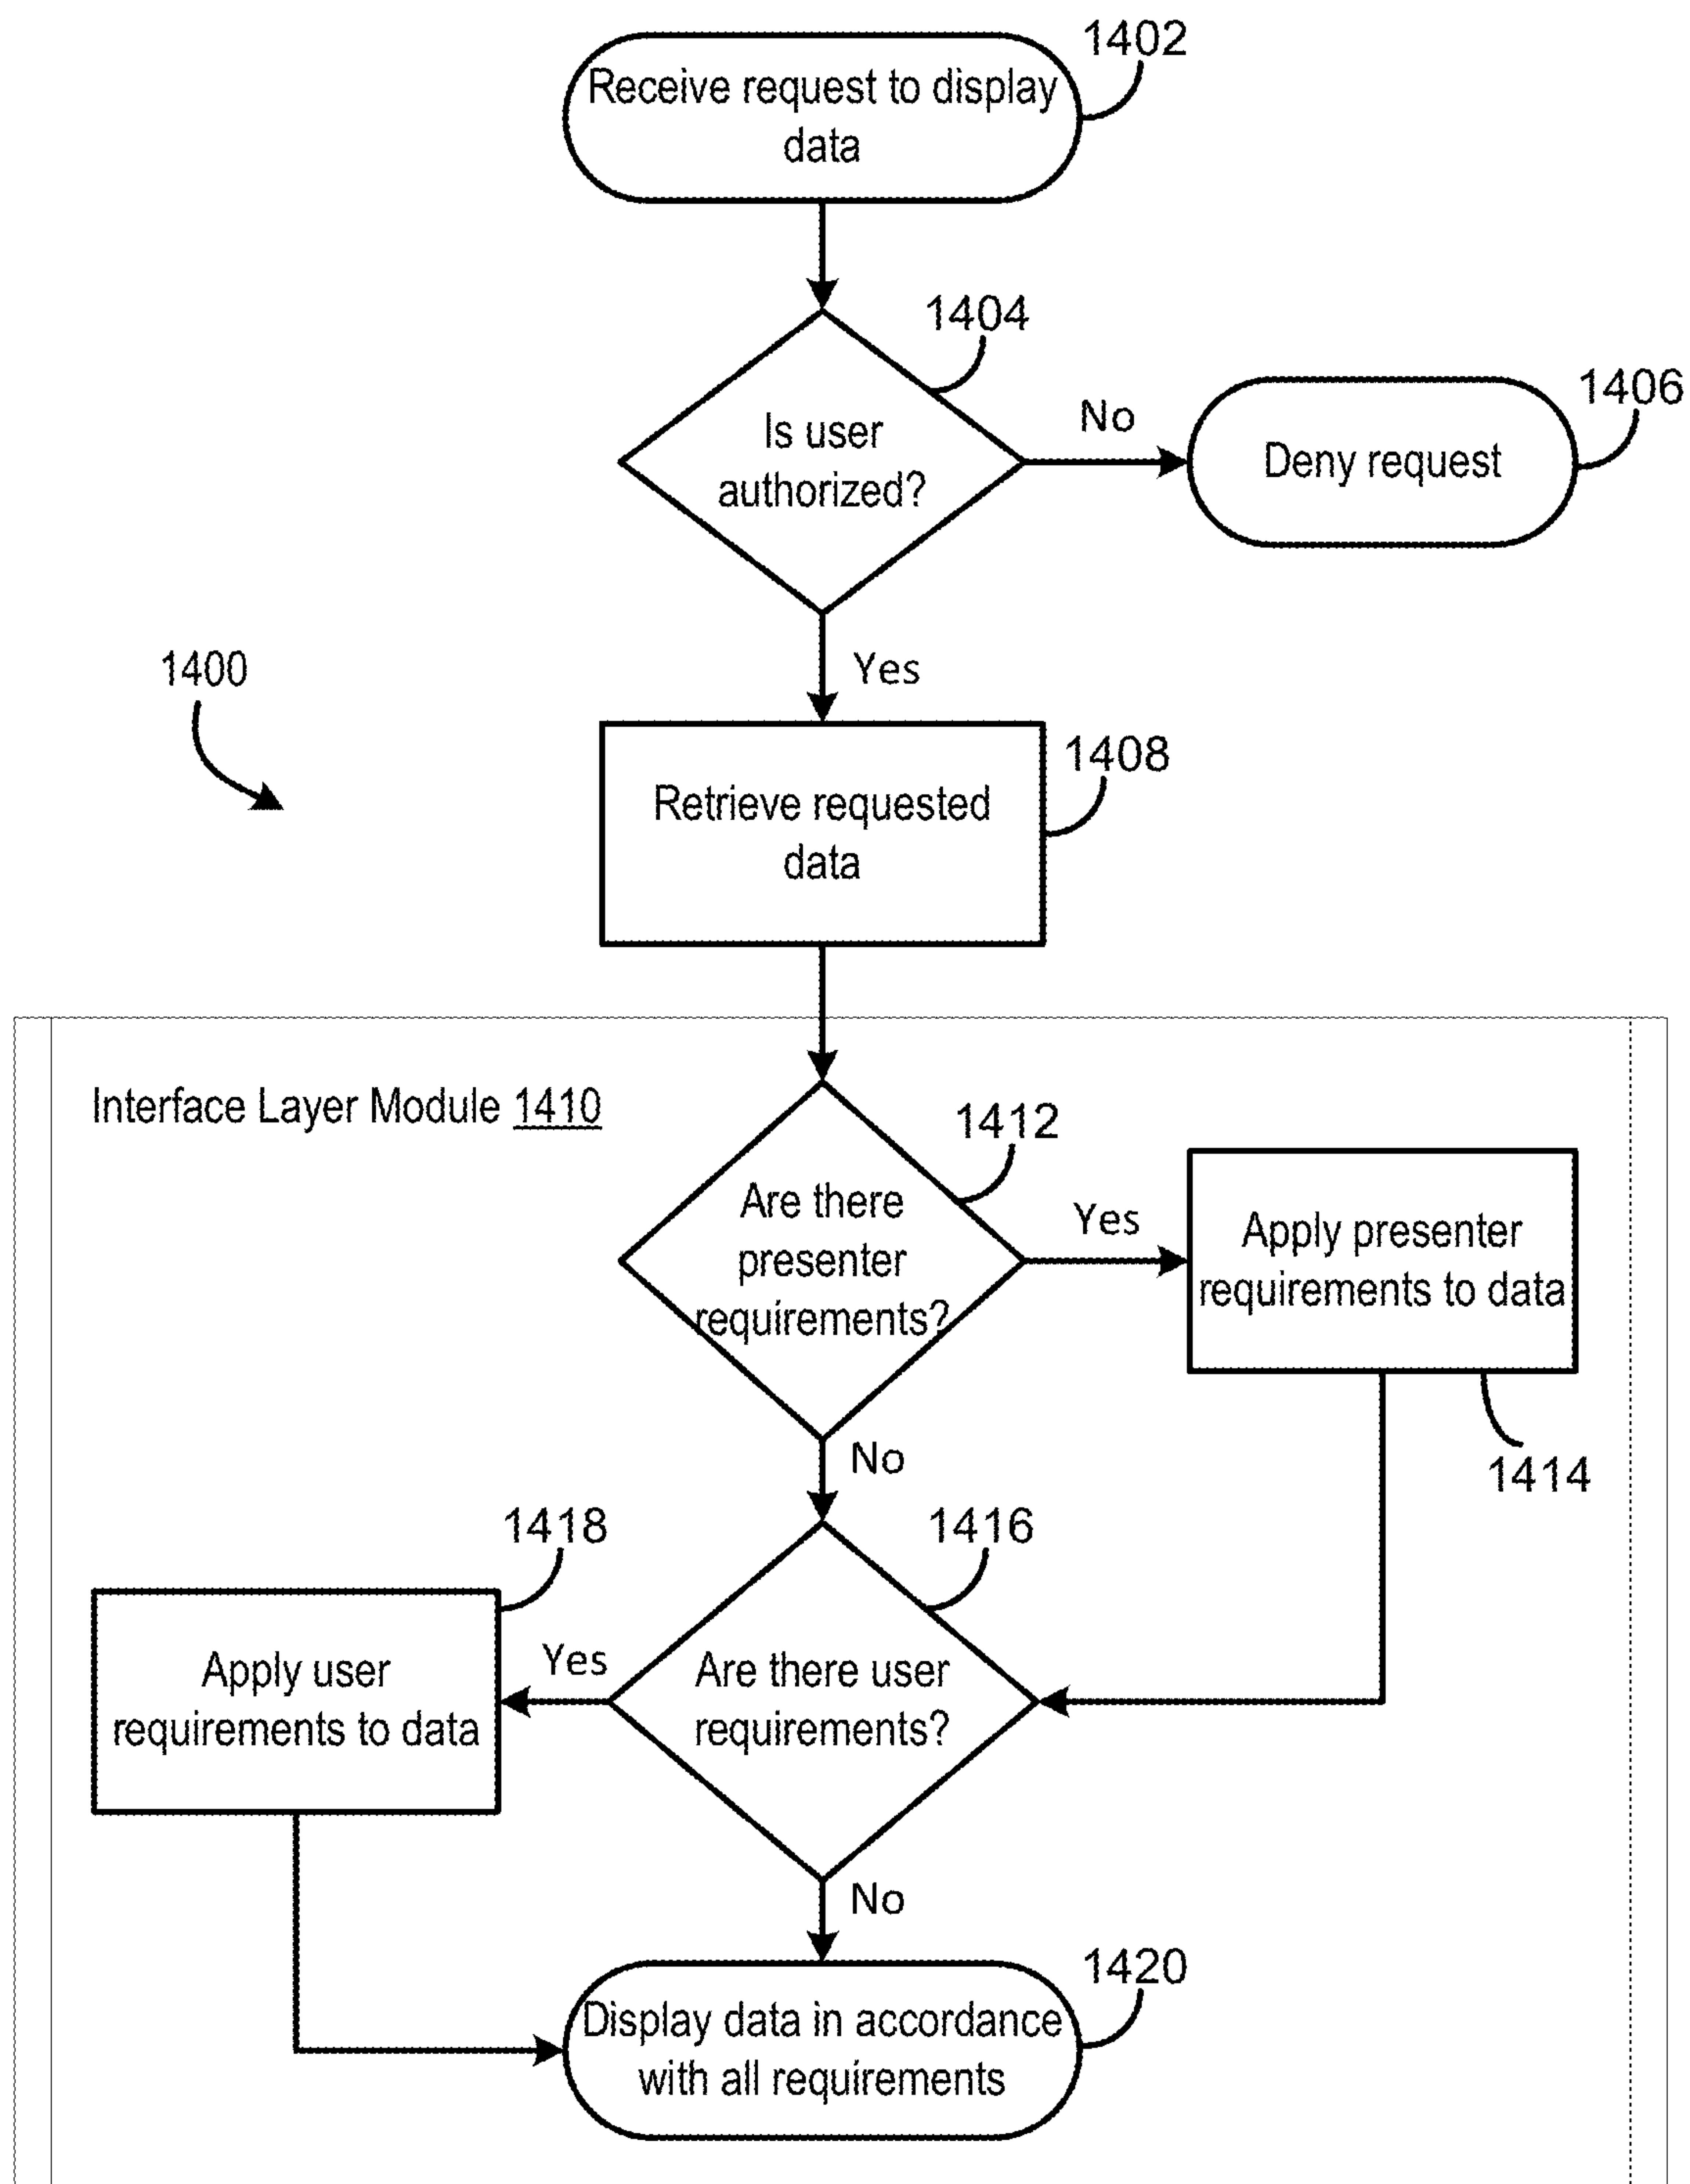 1402
Receive request to display
data
1404
Is user
authorized?
No
1406
Deny request
Yes
1400
1408
Retrieve requested
data
Interface Layer Module 1410
1412
Are there
presenter
requirements?
Yes
Apply presenter
requirements to data
1414
No
1418
1416
Apply user
requirements to data
Yes
Are there user
requirements?
No
1420
Display data in accordance
with all requirements